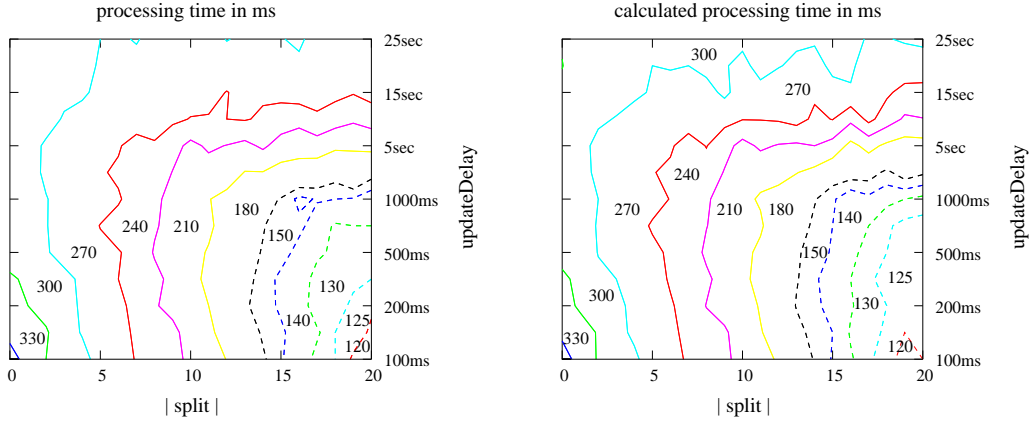 processing time in ms
25sec
15sec
5sec
1000ms
500ms
200ms
100ms
updateDelay
240
210
180
270
150
300
130
140
125
330
120
0
5
10
15
20
| split |
calculated processing time in ms
25sec
15sec
5sec
1000ms
500ms
200ms
100ms
updateDelay
300
270
240
270
210
180
140
150
125
300
130
330
120
0
5
10
15
20
| split |